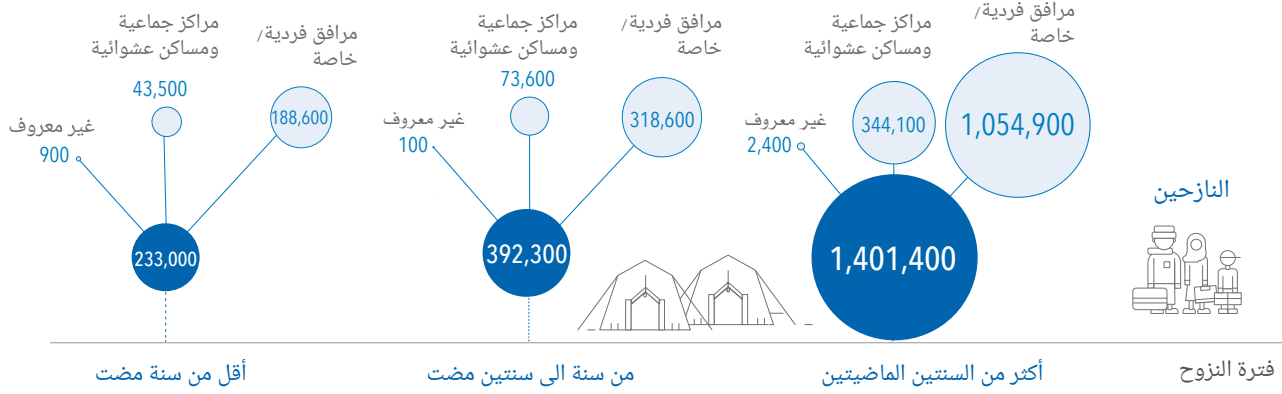 النازحين
مرافق فردية/
خاصة
1,054,900
مراكز جماعية
ومساكن عشوائية
344,100
غير معروف
2,400
1,401,400
مرافق فردية/
خاصة
318,600
مراكز جماعية
ومساكن عشوائية
73,600
غير معروف
100
392,300
مرافق فردية/
خاصة
188,600
مراكز جماعية
ومساكن عشوائية
43,500
غير معروف
900
233,000
فترة النزوح
أكثر من السنتين الماضيتين
من سنة الى سنتين مضت
أقل من سنة مضت